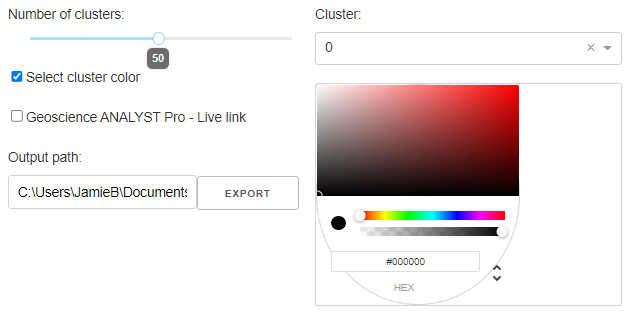 Number of clusters:
50
Select cluster color
Geoscience ANALYST Pro - Live link
Output path:
C:\Users\JamieB\Documents
EXPORT
Cluster:
0
#000000
HEX